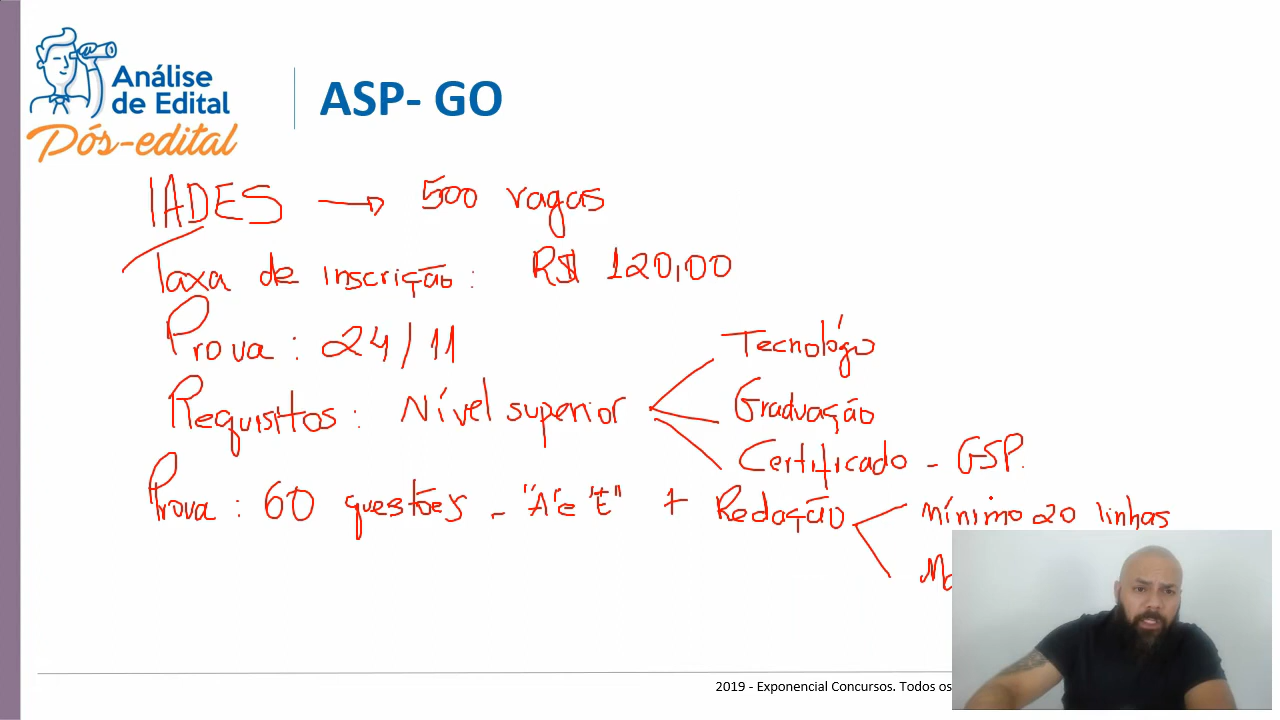 Análise
de Edital
Pós-edital
ASP- GO
IADES → 500 vagas
Taxa de inscrição: R$ 120,00
Prova: 24/11
Requisitos: Nível superior
Tecnológo
Graduação
Certificado - GSP.
Prova: 60 questões - "A" e "E" + Redação
mínimo 20 linhas
2019 - Exponencial Concursos. Todos os